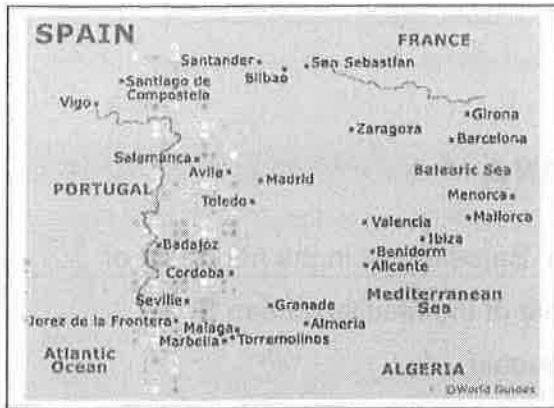 SPAIN
FRANCE
Santander
San Sebastian
Bilbao
Santiago de
Compostela
Vigo
Girona
Zaragoza
Barcelona
Salamanca
Avila
Madrid
Balearic Sea
PORTUGAL
Menorca
Toledo
Mallorca
Valencia
Ibiza
Badajoz
Benidorm
Cordoba
Alicante
Seville
Granada
Mediterranean
Sea
Jerez de la Frontera
Malaga
Almeria
Marbella
Torremolinos
Atlantic
Ocean
ALGERIA
©World Guides